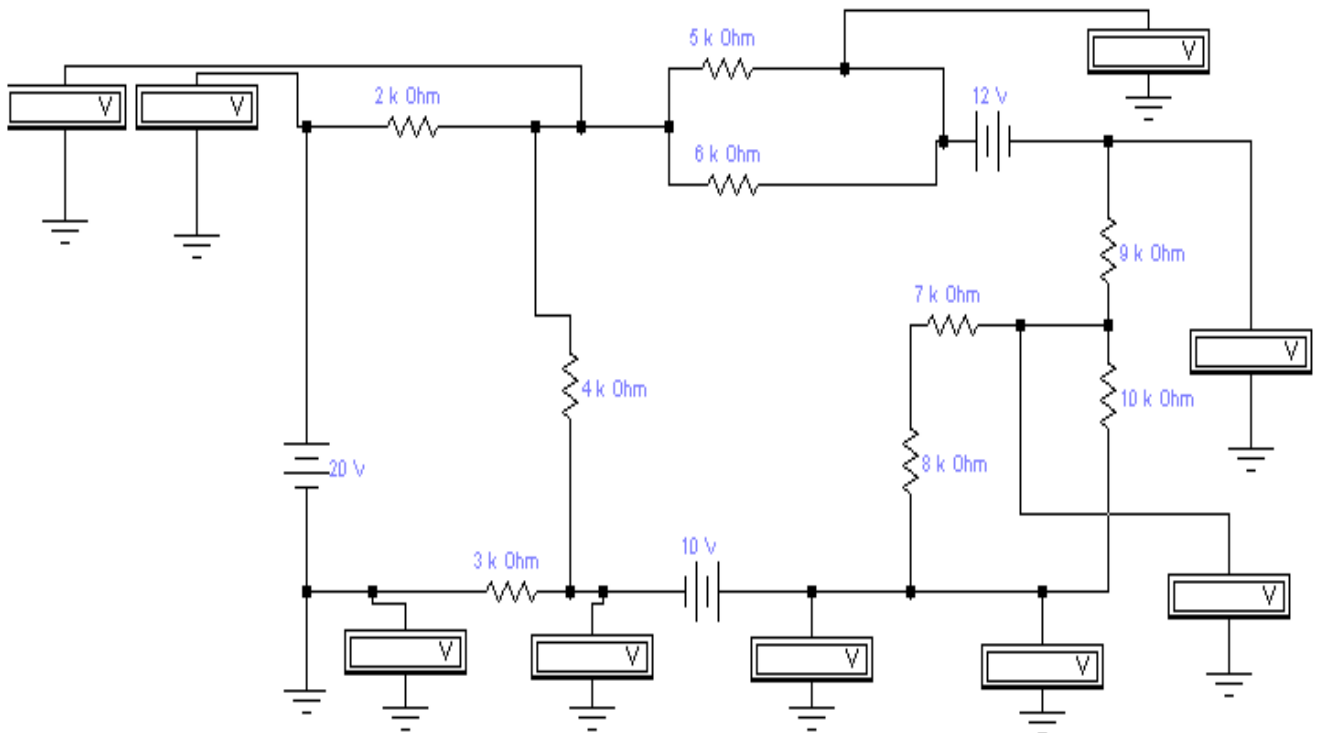 5 k Ohm
V
V
V
2 k Ohm
12 V
6 k Ohm
9 k Ohm
7 k Ohm
V
4 k Ohm
10 k Ohm
20 V
8 k Ohm
10 V
3 k Ohm
V
V
V
V
V